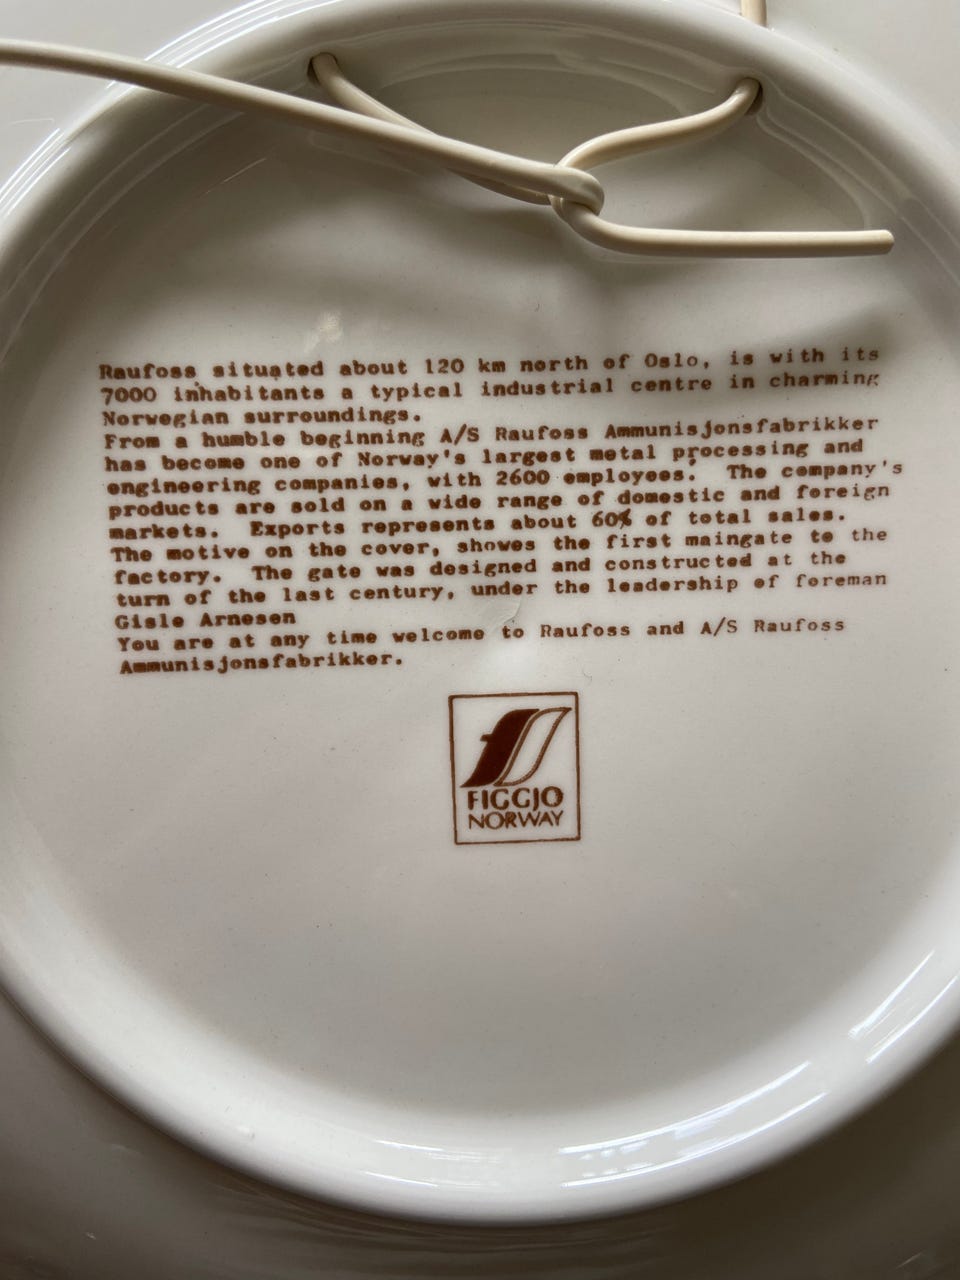 Raufoss situated about 120 km north of Oslo, is with its
7000 inhabitants a typical industrial centre in charming
Norwegian surroundings.
From a humble beginning A/S Raufoss Ammunisjonsfabrikker
has become one of Norway's largest metal processing and
engineering companies, with 2600 employees. The company's
products are sold on a wide range of domestic and foreign
markets. Exports represents about 60% of total sales.
The motive on the cover, showes the first maingate to the
factory. The gate was designed and constructed at the
turn of the last century, under the leadership of foreman
Gisle Arnesen
You are at any time welcome to Raufoss and A/S Raufoss
Ammunisjonsfabrikker.
FIGGJO
NORWAY